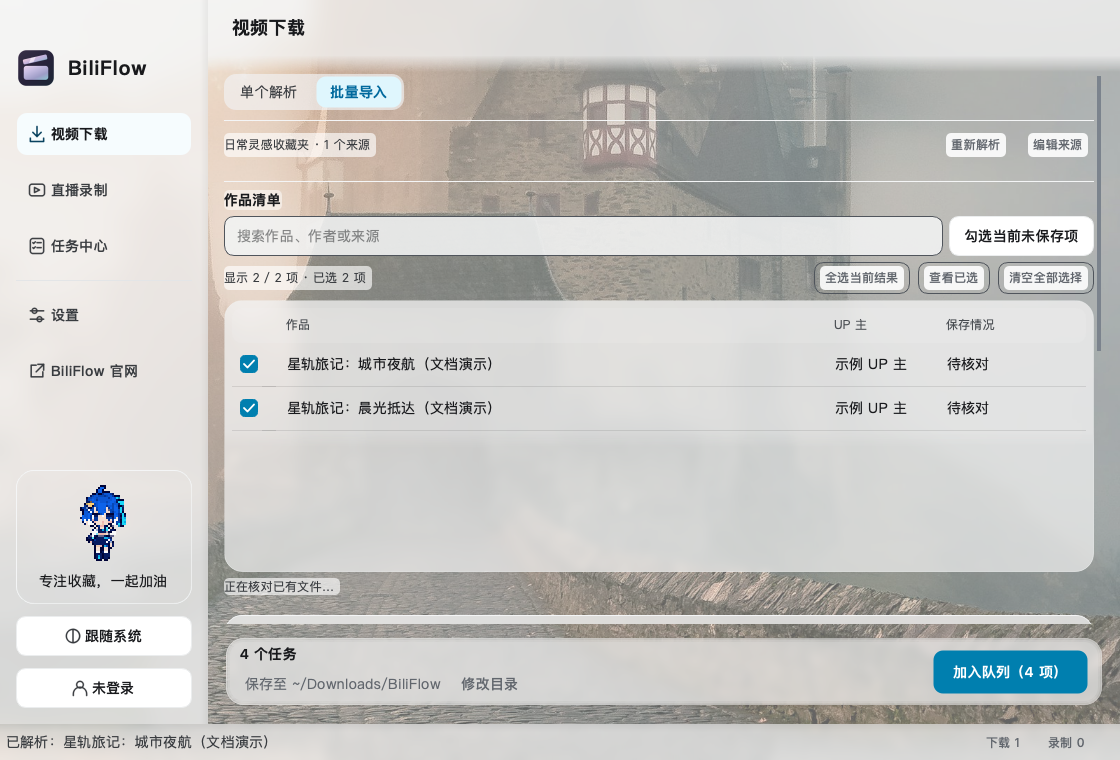 视频下载
BiliFlow
视频下载
直播录制
任务中心
设置
BiliFlow 官网
专注收藏，一起加油
跟随系统
未登录
单个解析
批量导入
日常灵感收藏夹 · 1 个来源
重新解析
编辑来源
作品清单
搜索作品、作者或来源
勾选当前未保存项
显示 2 / 2 项 · 已选 2 项
全选当前结果
查看已选
清空全部选择
作品 UP 主 保存情况
星轨旅记：城市夜航（文档演示） 示例 UP 主 待核对
星轨旅记：晨光抵达（文档演示） 示例 UP 主 待核对
正在核对已有文件...
4 个任务
保存至 ~/Downloads/BiliFlow 修改目录
加入队列（4 项）
已解析：星轨旅记：城市夜航（文档演示）
下载 1 录制 0